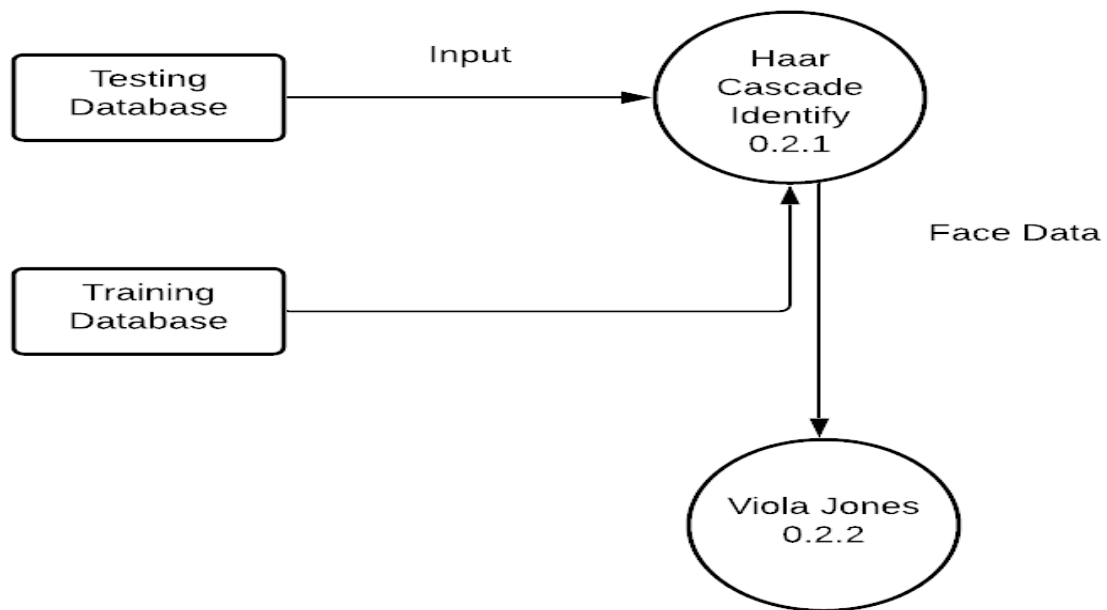 Testing
Database
Input
Haar
Cascade
Identify
0.2.1
Face Data
Training
Database
Viola Jones
0.2.2